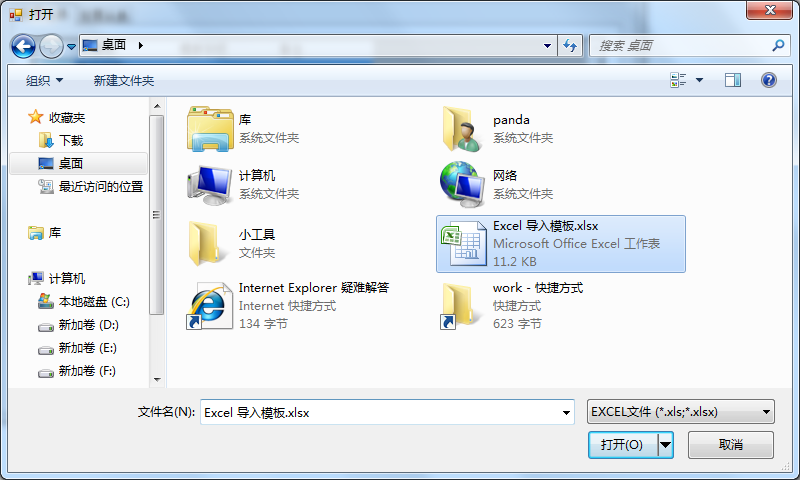 打开
桌面
搜索 桌面
组织
新建文件夹
收藏夹
下载
桌面
最近访问的位置
库
计算机
本地磁盘 (C:)
新加卷 (D:)
新加卷 (E:)
新加卷 (F:)
库
系统文件夹
panda
系统文件夹
计算机
系统文件夹
网络
系统文件夹
小工具
文件夹
Excel 导入模板.xlsx
Microsoft Office Excel 工作表
11.2 KB
Internet Explorer 疑难解答
Internet 快捷方式
134 字节
work - 快捷方式
快捷方式
623 字节
文件名(N):
Excel 导入模板.xlsx
EXCEL文件 (*.xls;*.xlsx)
打开(O)
取消